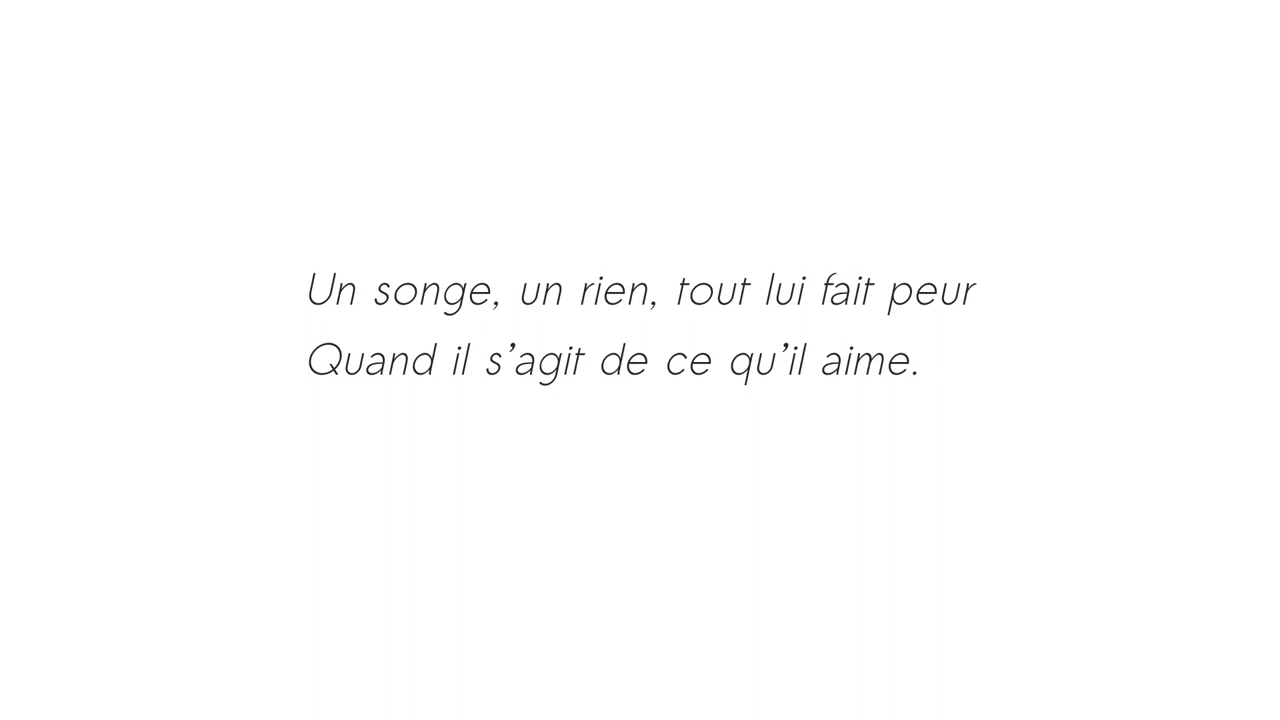 Un songe, un rien, tout lui fait peur
Quand il s’agit de ce qu’il aime.